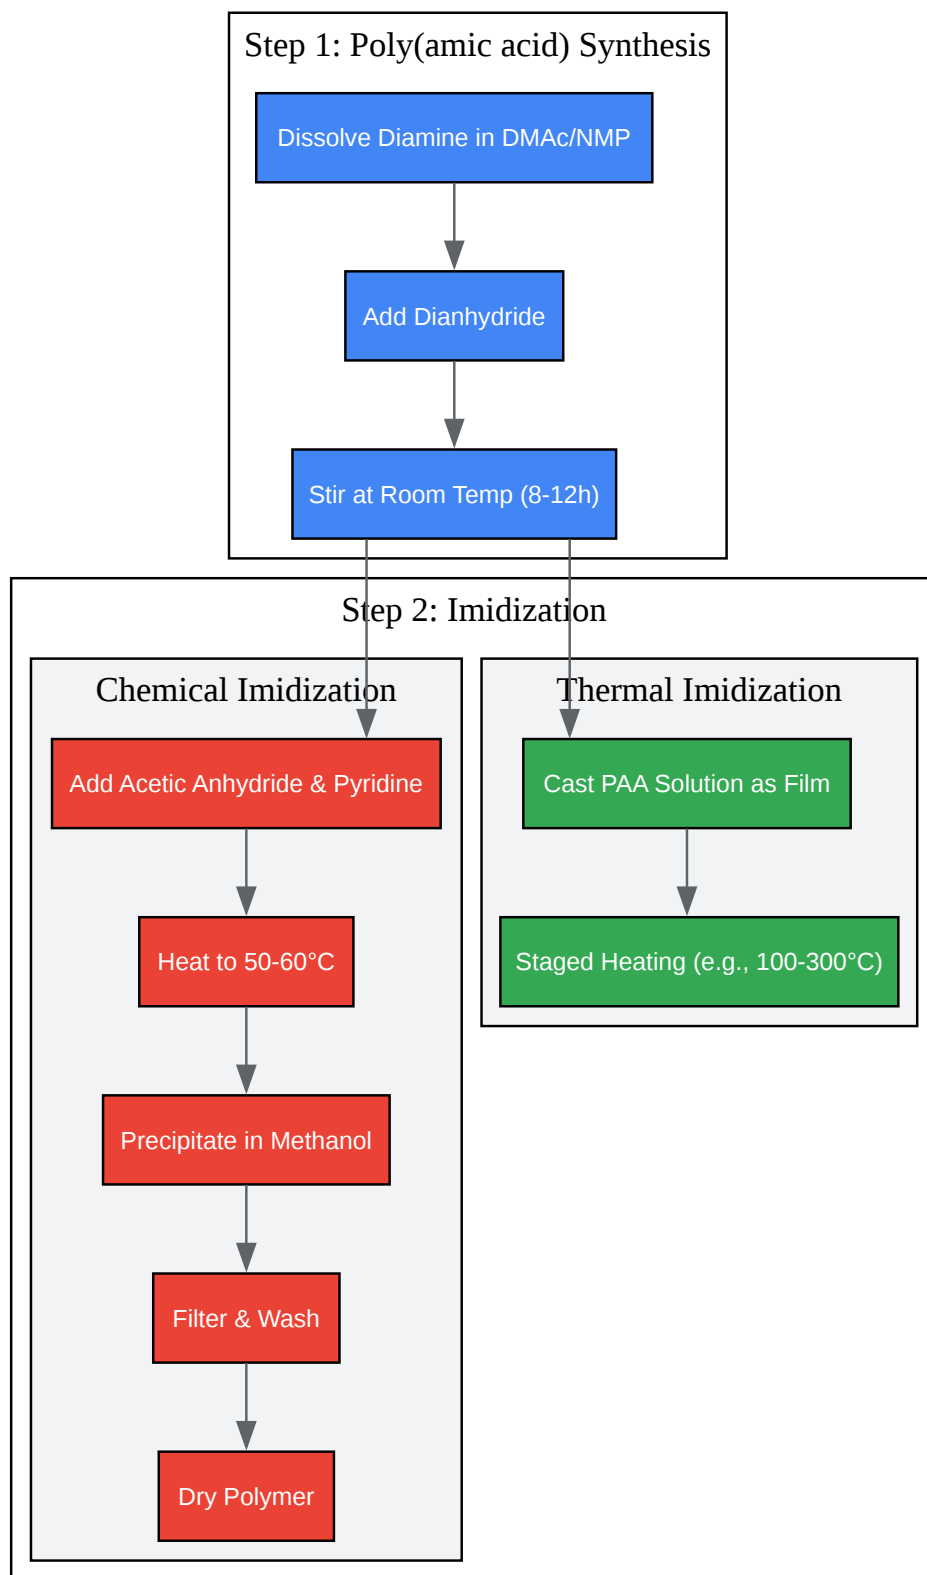 Step 1: Poly(amic acid) Synthesis
Dissolve Diamine in DMAc/NMP
Add Dianhydride
Stir at Room Temp (8-12h)
Step 2: Imidization
Chemical Imidization
Add Acetic Anhydride & Pyridine
Heat to 50-60°C
Precipitate in Methanol
Filter & Wash
Dry Polymer
Thermal Imidization
Cast PAA Solution as Film
Staged Heating (e.g., 100-300°C)